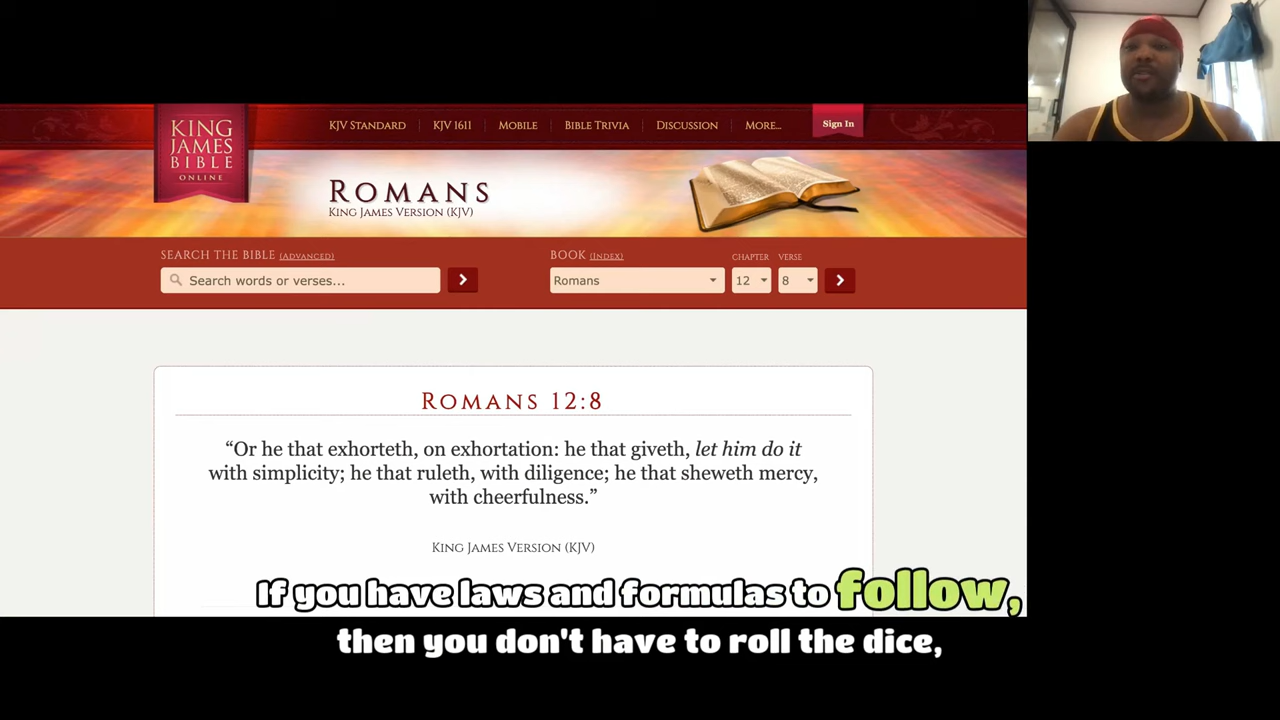 KING
JAMES
BIBLE
ONLINE
KJV STANDARD
KJV 1611
MOBILE
BIBLE TRIVIA
DISCUSSION
MORE...
Sign In
ROMANS
KING JAMES VERSION (KJV)
SEARCH THE BIBLE (ADVANCED)
BOOK (INDEX)
CHAPTER
VERSE
Search words or verses...
Romans
12
8
ROMANS 12:8
“Or he that exhorteth, on exhortation: he that giveth, let him do it
with simplicity; he that ruleth, with diligence; he that sheweth mercy,
with cheerfulness.”
KING JAMES VERSION (KJV)
If you have laws and formulas to follow,
then you don't have to roll the dice,